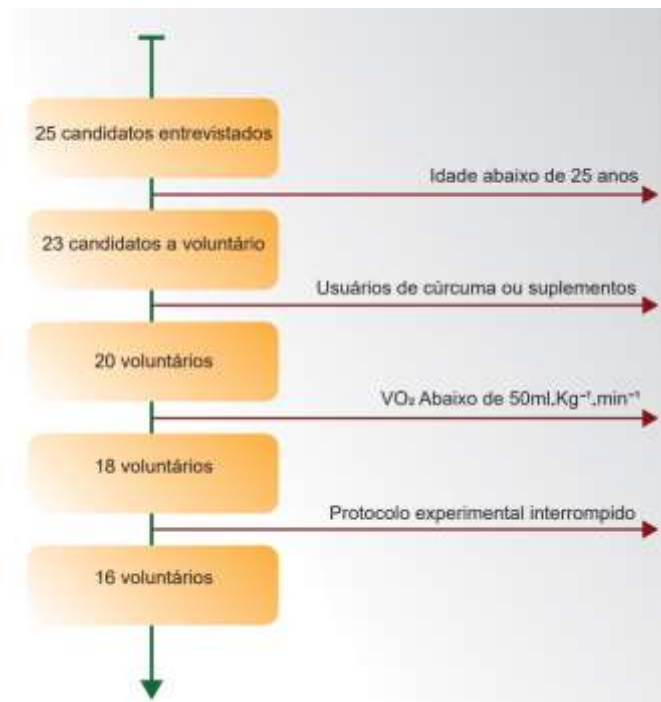 25 candidatos entrevistados
Idade abaixo de 25 anos
23 candidatos a voluntário
Usuários de cúrcuma ou suplementos
20 voluntários
VO₂ Abaixo de 50ml.Kg⁻¹.min⁻¹
18 voluntários
Protocolo experimental interrompido
16 voluntários